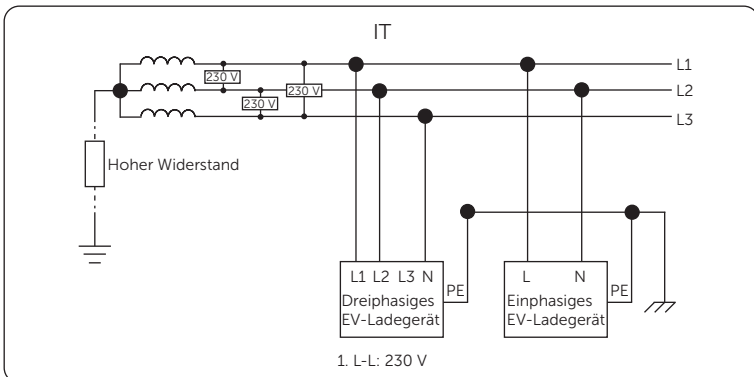 IT
L1
230 V
L2
230 V
230 V
L3
Hoher Widerstand
L1 L2 L3 N
PE
Dreiphasiges
EV-Ladegerät
L N
PE
Einphasiges
EV-Ladegerät
1. L-L: 230 V